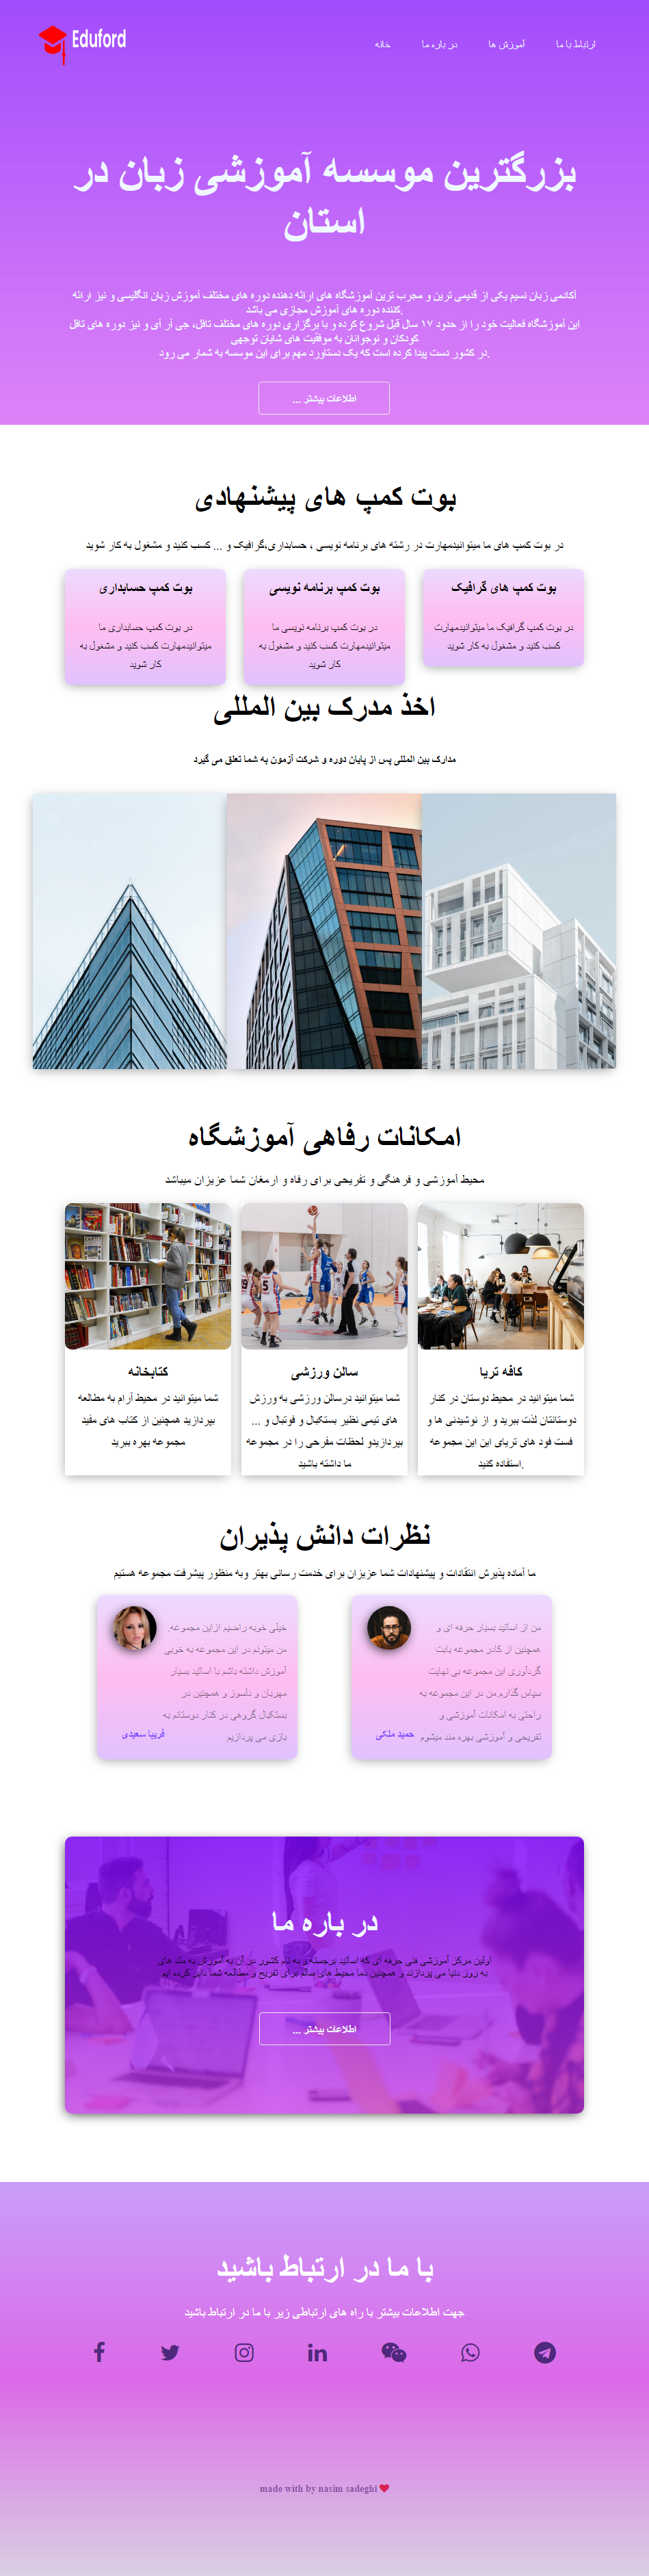 Eduford
خانه
در باره ما
آموزش ها
ارتباط با ما
بزرگترین موسسه آموزشی زبان در
استان
آکادمی زبان نسیم یکی از قدیمی ترین و مجرب ترین آموزشگاه های ارائه دهنده دوره های مختلف آموزش زبان انگلیسی و نیز ارائه
کننده دوره های آموزش مجازی می باشد.
این آموزشگاه فعالیت خود را از حدود ۱۷ سال قبل شروع کرده و با برگزاری دوره های مختلف تافل، جی آر ای و نیز دوره های تافل
کودکان و نوجوانان به موفقیت های شایان توجهی
در کشور دست پیدا کرده است که یک دستاورد مهم برای این موسسه به شمار می رود.
اطلاعات بیشتر ...
بوت کمپ های پیشنهادی
در بوت کمپ های ما میتوانیدمهارت در رشته های برنامه نویسی ، حسابداری،گرافیک و ... کسب کنید و مشغول به کار شوید
بوت کمپ حسابداری
در بوت کمپ حسابداری ما
میتوانیدمهارت کسب کنید و مشغول به
کار شوید
بوت کمپ برنامه نویسی
در بوت کمپ برنامه نویسی ما
میتوانیدمهارت کسب کنید و مشغول به
کار شوید
بوت کمپ های گرافیک
در بوت کمپ گرافیک ما میتوانیدمهارت
کسب کنید و مشغول به کار شوید
اخذ مدرک بین المللی
مدارک بین المللی پس از پایان دوره و شرکت آزمون به شما تعلق می گیرد
امکانات رفاهی آموزشگاه
محیط آموزشی و فرهنگی و تفریحی برای رفاه و ارمغان شما عزیزان میباشد
کتابخانه
شما میتوانید در محیط آرام به مطالعه
بپردازید همچنین از کتاب های مفید
مجموعه بهره ببرید
سالن ورزشی
شما میتوانید درسالن ورزشی به ورزش
های تیمی نظیر بستکبال و فوتبال و ...
بپردازیدو لحظات مفرحی را در مجموعه
ما داشته باشید
کافه تریا
شما میتوانید در محیط دوستان در کنار
دوستانتان لذت ببرید و از نوشیدنی ها و
فست فود های تریای این این مجموعه
استفاده کنید.
نظرات دانش پذیران
ما آماده پذیرش انتقادات و پیشنهادات شما عزیزان برای خدمت رسانی بهتر وبه منظور پیشرفت مجموعه هستیم
خیلی خوبه راضیم ازاین مجموعه.
من میتونم در این مجموعه به خوبی
آموزش داشته باشم با اساتید بسیار
مهربان و دلسوز و همچنین در
بستکبال گروهی در کنار دوستانم به
بازی می پردازیم
فریبا سعیدی
من از اساتید بسیار حرفه ای و
همچنین از کادر مجموعه بابت
گردآوری این مجموعه بی نهایت
سپاس گذارم.من در این مجموعه به
راحتی به امکانات آموزشی و
تفریحی و آموزشی بهره مند میشوم
حمید ملکی
در باره ما
اولین مرکز آموزشی فنی حرفه ای که اساتید برجسته و به نام کشور در آن به آموزش به متد های
به روز دنیا می پردازند و همچنین دما محیط های سالم برای تفریح و مطالعه شما دایر کرده ایم
اطلاعات بیشتر ...
با ما در ارتباط باشید
جهت اطلاعات بیشتر با راه های ارتباطی زیر با ما در ارتباط باشید
made with by nasim sadeghi